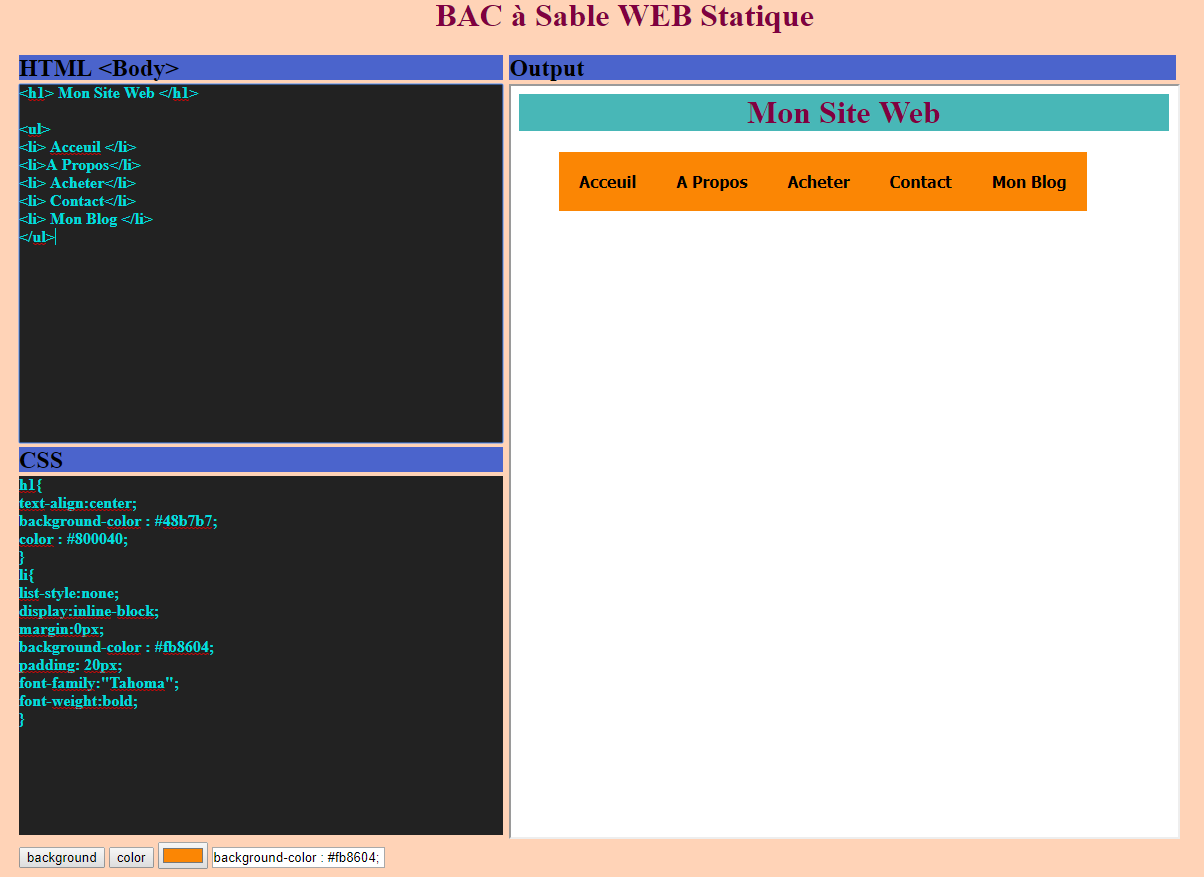 BAC à Sable WEB Statique
HTML <Body>
<h1> Mon Site Web </h1>
<ul>
<li> Acceuil </li>
<li>A Propos</li>
<li> Acheter</li>
<li> Contact</li>
<li> Mon Blog </li>
</ul>
CSS
h1{
text-align:center;
background-color : #48b7b7;
color : #800040;
}
li{
list-style:none;
display:inline-block;
margin:0px;
background-color : #fb8604;
padding: 20px;
font-family:"Tahoma";
font-weight:bold;
}
background color background-color : #fb8604;
Output
Mon Site Web
Acceuil A Propos Acheter Contact Mon Blog